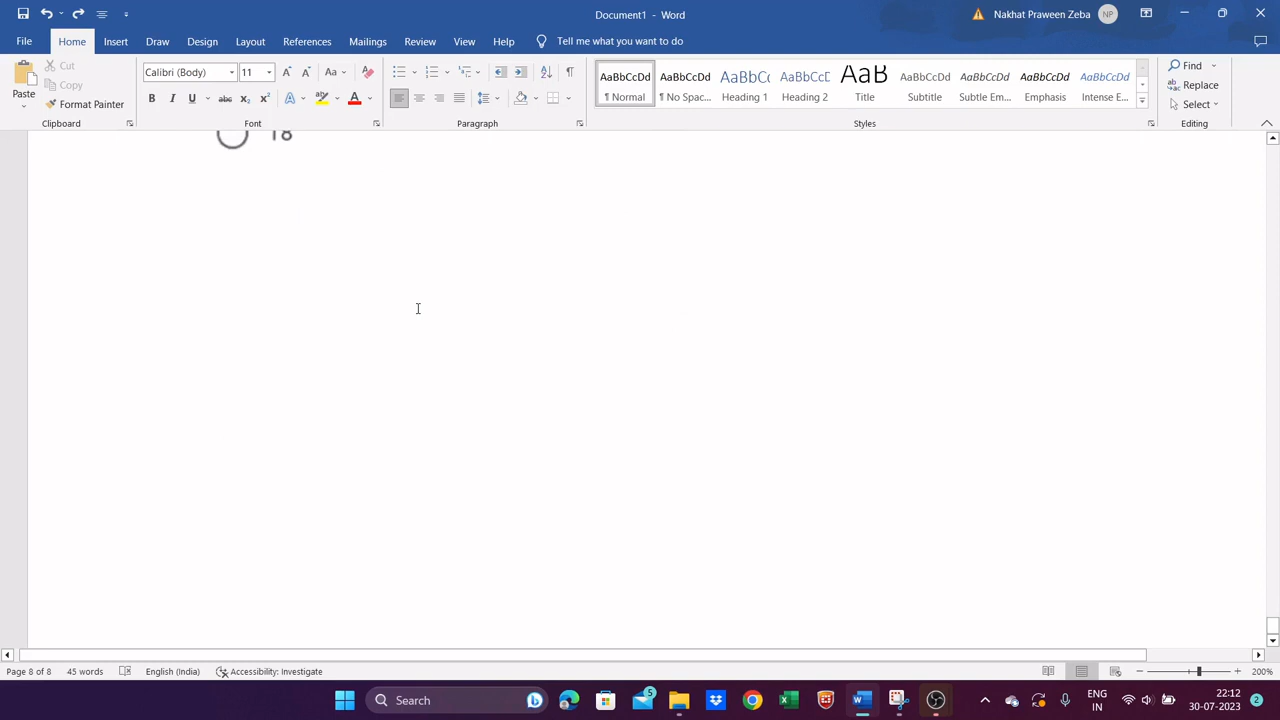 Document1 - Word
Nakhat Praween Zeba
NP
File Home Insert Draw Design Layout References Mailings Review View Help Tell me what you want to do
Paste
Cut
Copy
Format Painter
Clipboard
Calibri (Body) 11
Font
Paragraph
AaBbCcDd AaBbCcDd AaBbCc AaBbCcD AaB AaBbCcDd AaBbCcDd AaBbCcDd AaBbCcDd
¶ Normal ¶ No Spac... Heading 1 Heading 2 Title Subtitle Subtle Em... Emphasis Intense E...
Styles
Find
Replace
Select
Editing
18
Page 8 of 8 45 words English (India) Accessibility: Investigate 200%
Search
5
ENG
IN
22:12
30-07-2023
2